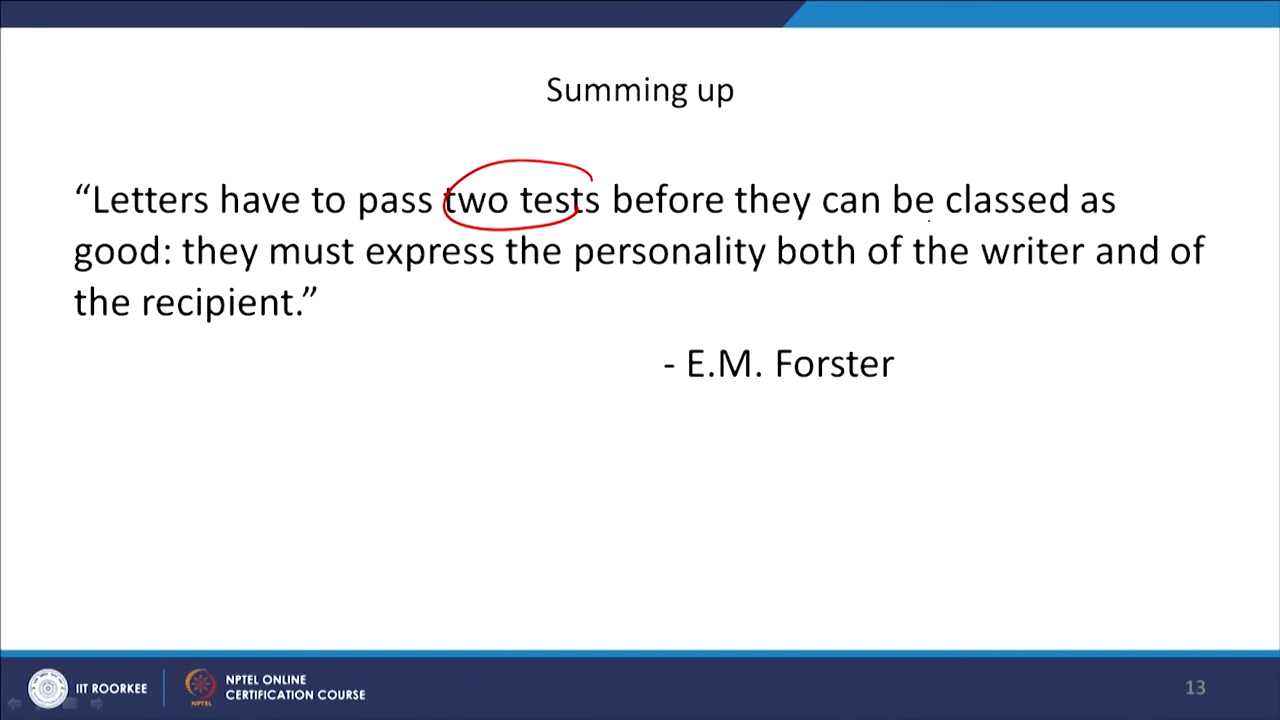 Summing up
“Letters have to pass two tests before they can be classed as
good: they must express the personality both of the writer and of
the recipient.”
- E.M. Forster
IIT ROORKEE
NPTEL ONLINE
CERTIFICATION COURSE
NPTEL
13